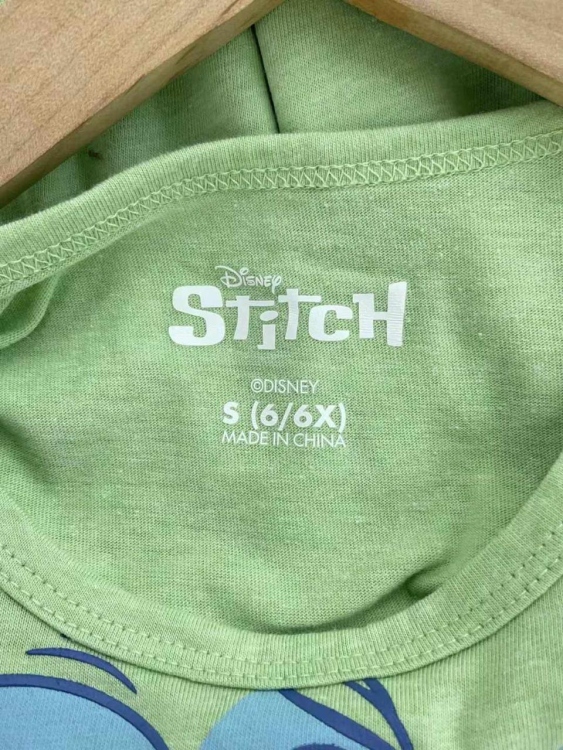 Disney
Stitch
©DISNEY
S (6/6X)
MADE IN CHINA